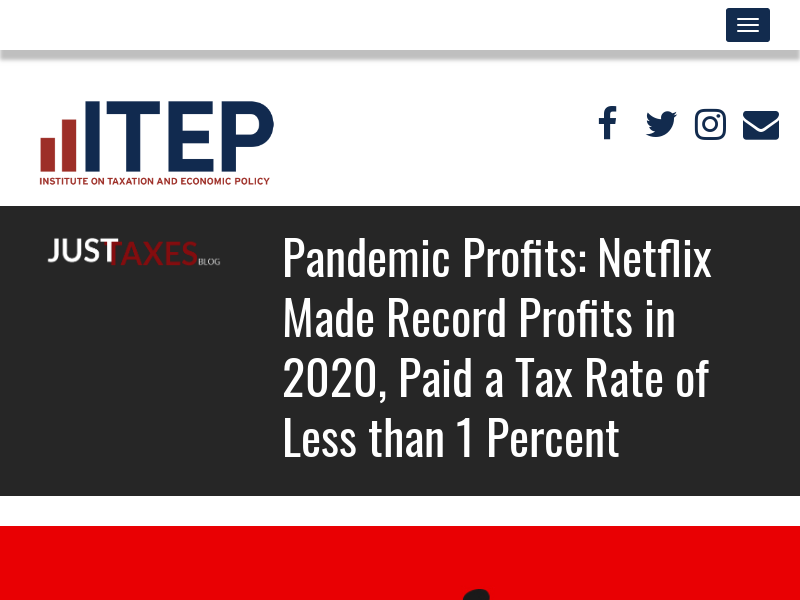 ITEP
INSTITUTE ON TAXATION AND ECONOMIC POLICY
JUST TAXES BLOG
Pandemic Profits: Netflix
Made Record Profits in
2020, Paid a Tax Rate of
Less than 1 Percent